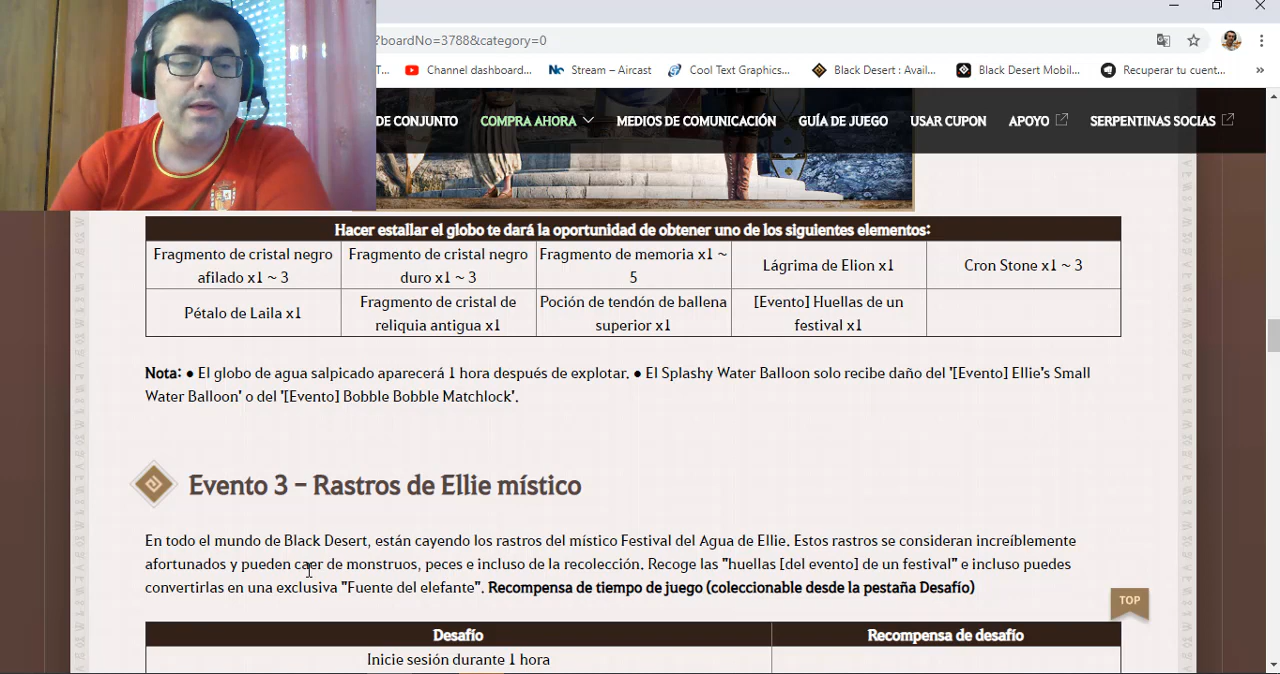 ?boardNo=3788&category=0
T... Channel dashboard... Stream – Aircast Cool Text Graphics... Black Desert : Avail... Black Desert Mobil... Recuperar tu cuent... »
DE CONJUNTO COMPRA AHORA MEDIOS DE COMUNICACIÓN GUÍA DE JUEGO USAR CUPON APOYO SERPENTINAS SOCIAS
Hacer estallar el globo te dará la oportunidad de obtener uno de los siguientes elementos:
Fragmento de cristal negro afilado x1 ~ 3
Fragmento de cristal negro duro x1 ~ 3
Fragmento de memoria x1 ~ 5
Lágrima de Elion x1
Cron Stone x1 ~ 3
Pétalo de Laila x1
Fragmento de cristal de reliquia antigua x1
Poción de tendón de ballena superior x1
[Evento] Huellas de un festival x1
Nota: ● El globo de agua salpicado aparecerá 1 hora después de explotar. ● El Splashy Water Balloon solo recibe daño del '[Evento] Ellie's Small
Water Balloon' o del '[Evento] Bobble Bobble Matchlock'.
Evento 3 – Rastros de Ellie místico
En todo el mundo de Black Desert, están cayendo los rastros del místico Festival del Agua de Ellie. Estos rastros se consideran increíblemente
afortunados y pueden caer de monstruos, peces e incluso de la recolección. Recoge las "huellas [del evento] de un festival" e incluso puedes
convertirlas en una exclusiva "Fuente del elefante". Recompensa de tiempo de juego (coleccionable desde la pestaña Desafío)
TOP
Desafío Recompensa de desafío
Inicie sesión durante 1 hora